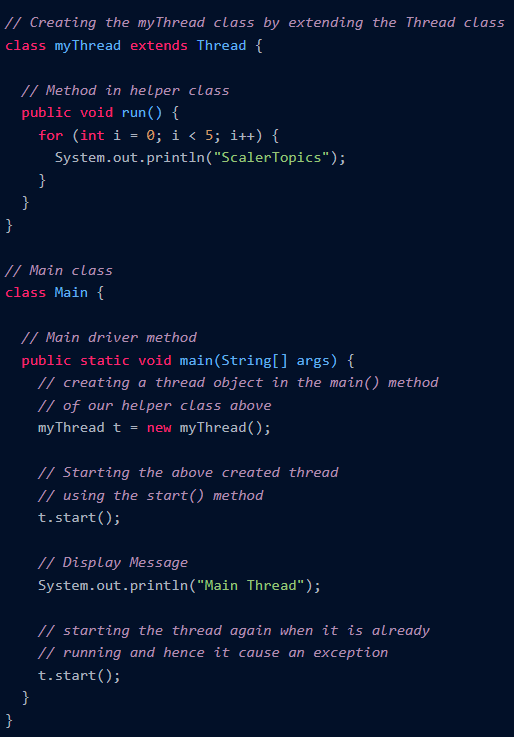 // Creating the myThread class by extending the Thread class
class myThread extends Thread {
// Method in helper class
public void run() {
for (int i = 0; i < 5; i++) {
System.out.println("ScalerTopics");
}
}
}
// Main class
class Main {
// Main driver method
public static void main(String[] args) {
// creating a thread object in the main() method
// of our helper class above
myThread t = new myThread();
// Starting the above created thread
// using the start() method
t.start();
// Display Message
System.out.println("Main Thread");
// starting the thread again when it is already
// running and hence it cause an exception
t.start();
}
}